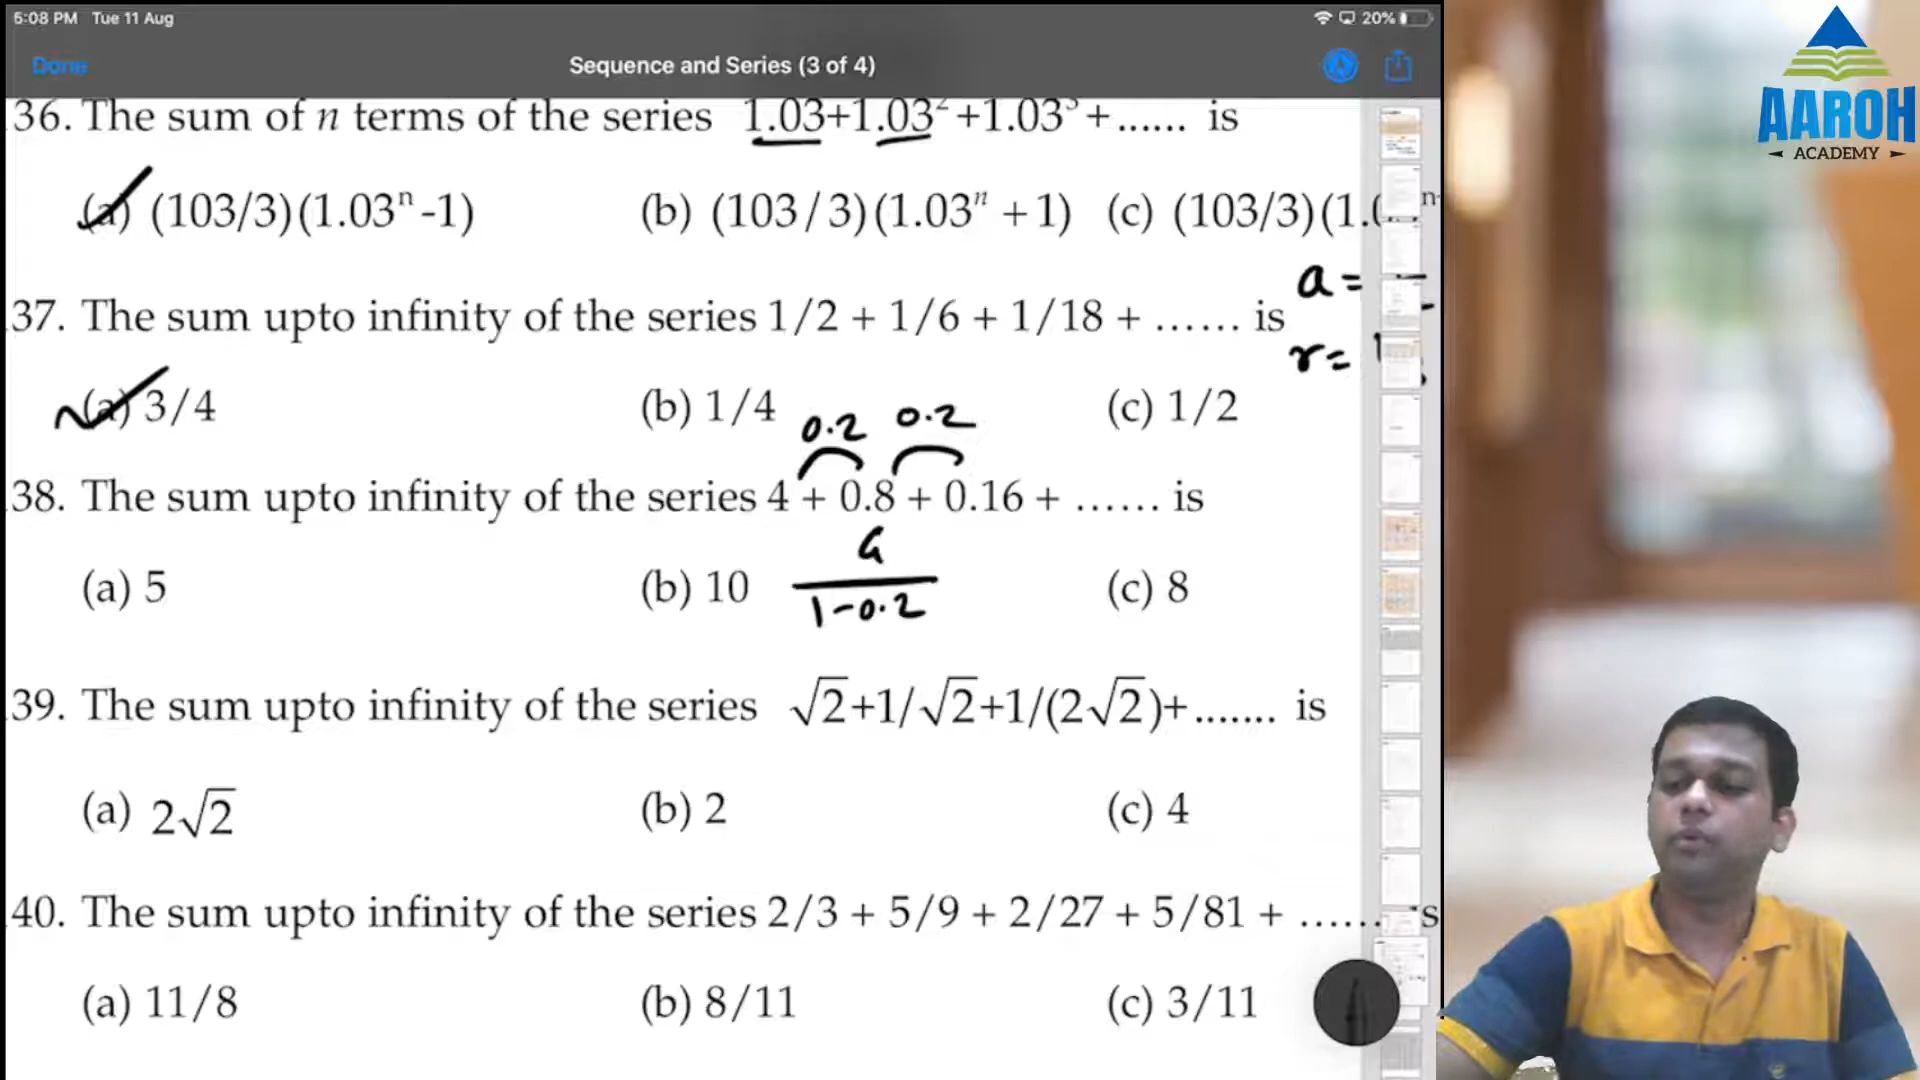 5:08 PM Tue 11 Aug
20%
Done
Sequence and Series (3 of 4)
AAROH
ACADEMY
36. The sum of n terms of the series 1.03+1.03²+1.03³+...... is
(a) (103/3)(1.03ⁿ-1)
(b) (103/3)(1.03ⁿ+1) (c) (103/3)(1.
a =
37. The sum upto infinity of the series 1/2 + 1/6 + 1/18 + ...... is
r =
(a) 3/4
(b) 1/4
(c) 1/2
0.2 0.2
38. The sum upto infinity of the series 4 + 0.8 + 0.16 + ...... is
(a) 5
(b) 10
1-0.2
(c) 8
39. The sum upto infinity of the series √2+1/√2+1/(2√2)+....... is
(a) 2√2
(b) 2
(c) 4
40. The sum upto infinity of the series 2/3 + 5/9 + 2/27 + 5/81 + ......
(a) 11/8
(b) 8/11
(c) 3/11